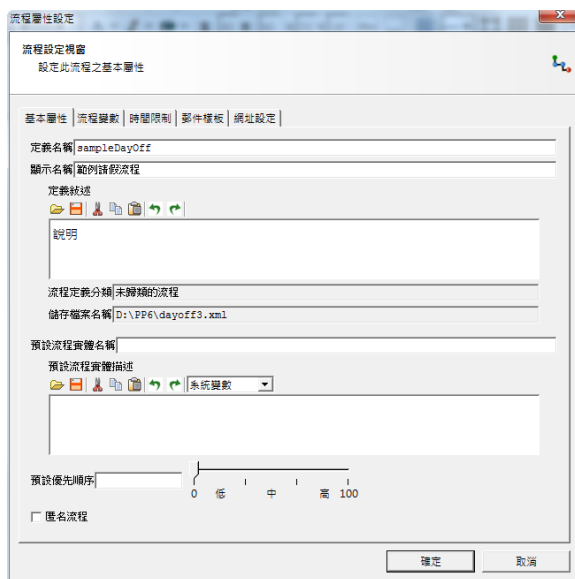 流程屬性設定
流程設定視窗
設定此流程之基本屬性
基本屬性 流程變數 時間限制 郵件樣板 網址設定
定義名稱 sampleDayOff
顯示名稱 範例請假流程
定義敘述
說明
流程定義分類 未歸類的流程
儲存檔案名稱 D:\PP6\dayoff3.xml
預設流程實體名稱
預設流程實體描述
系統變數
預設優先順序
0 低 中 高 100
匿名流程
確定 取消